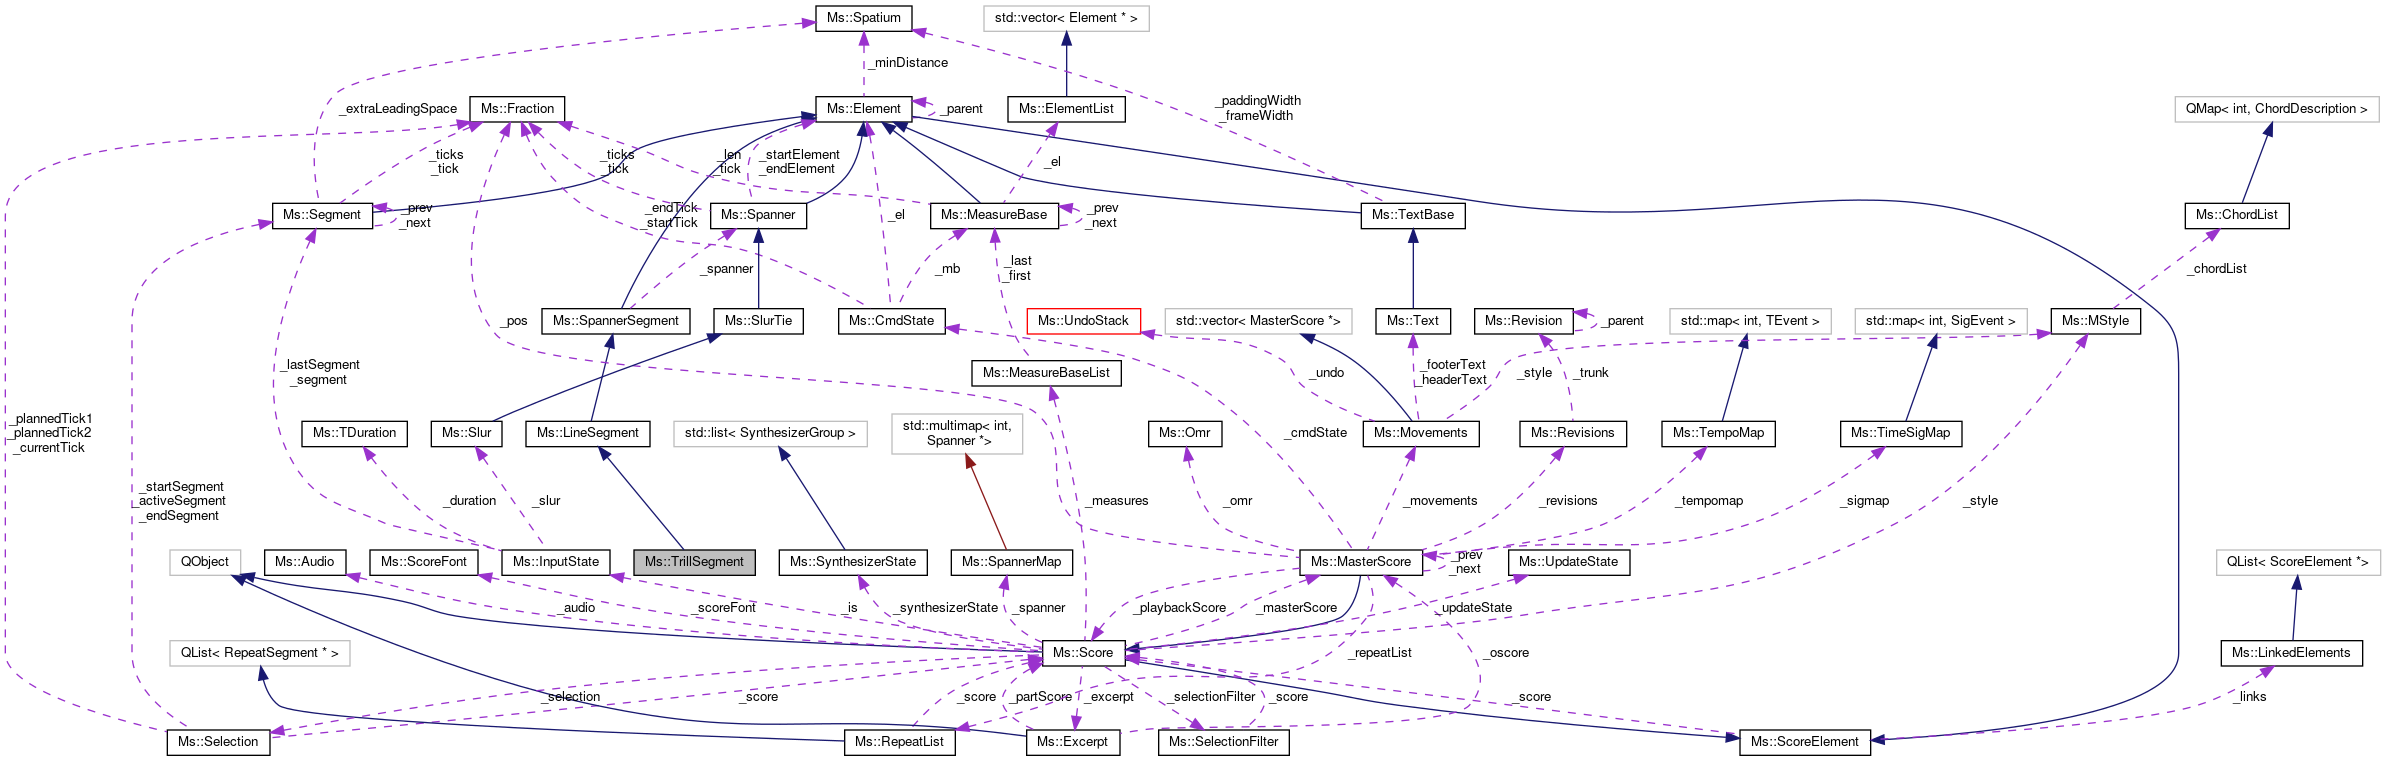 Ms::Spatium
std::vector< Element * >
_minDistance
_extraLeadingSpace
Ms::Fraction
Ms::Element
_parent
Ms::ElementList
_paddingWidth
_frameWidth
QMap< int, ChordDescription >
_ticks
_tick
_ticks
_tick
_len
_tick
_startElement
_endElement
_el
Ms::Segment
_prev
_next
_endTick
_startTick
Ms::Spanner
_el
Ms::MeasureBase
_prev
_next
Ms::TextBase
Ms::ChordList
_spanner
_mb
_last
_first
_chordList
_pos
Ms::SpannerSegment
Ms::SlurTie
Ms::CmdState
Ms::UndoStack
std::vector< MasterScore *>
Ms::Text
Ms::Revision
_parent
std::map< int, TEvent >
std::map< int, SigEvent >
Ms::MStyle
_lastSegment
_segment
Ms::MeasureBaseList
_undo
_footerText
_headerText
_style
_trunk
_plannedTick1
_plannedTick2
_currentTick
Ms::TDuration
Ms::Slur
Ms::LineSegment
std::list< SynthesizerGroup >
std::multimap< int,
Spanner *>
Ms::Omr
_cmdState
Ms::Movements
Ms::Revisions
Ms::TempoMap
Ms::TimeSigMap
_startSegment
_activeSegment
_endSegment
_duration
_slur
_measures
_omr
_movements
_revisions
_tempomap
_sigmap
_style
QObject
Ms::Audio
Ms::ScoreFont
Ms::InputState
Ms::TrillSegment
Ms::SynthesizerState
Ms::SpannerMap
Ms::MasterScore
_prev
_next
Ms::UpdateState
QList< ScoreElement *>
_audio
_scoreFont
_is
_synthesizerState
_spanner
_playbackScore
_masterScore
_updateState
QList< RepeatSegment * >
Ms::Score
_repeatList
_oscore
Ms::LinkedElements
_selection
_score
_score
_partScore
_excerpt
_selectionFilter
_score
_score
_links
Ms::Selection
Ms::RepeatList
Ms::Excerpt
Ms::SelectionFilter
Ms::ScoreElement